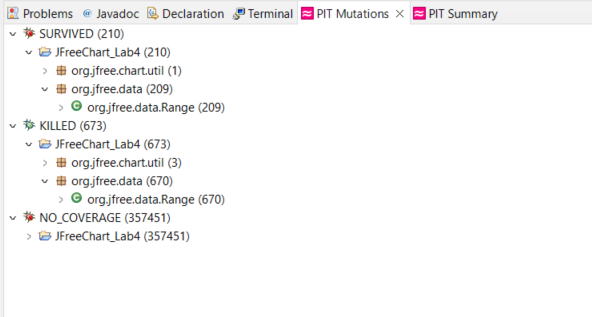 Problems @ Javadoc Declaration Terminal PIT Mutations PIT Summary
SURVIVED (210)
JFreeChart_Lab4 (210)
org.jfree.chart.util (1)
org.jfree.data (209)
org.jfree.data.Range (209)
KILLED (673)
JFreeChart_Lab4 (673)
org.jfree.chart.util (3)
org.jfree.data (670)
org.jfree.data.Range (670)
NO_COVERAGE (357451)
JFreeChart_Lab4 (357451)